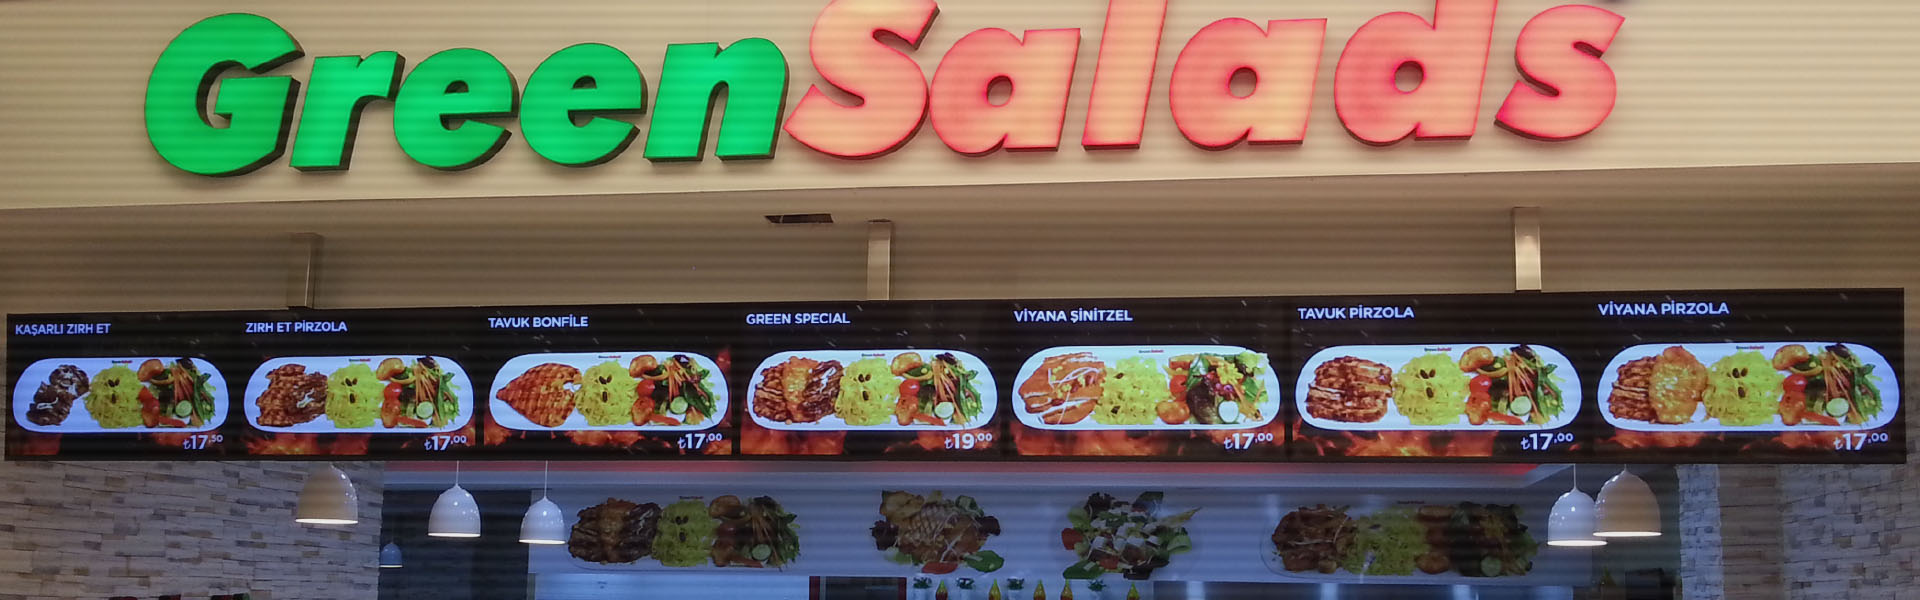 GreenSalads
KAŞARLI ZIRH ET
₺17,50
ZIRH ET PİRZOLA
₺17,00
TAVUK BONFİLE
₺17,00
GREEN SPECIAL
₺19,00
VİYANA ŞİNİTZEL
₺17,00
TAVUK PİRZOLA
₺17,00
VİYANA PİRZOLA
₺17,00